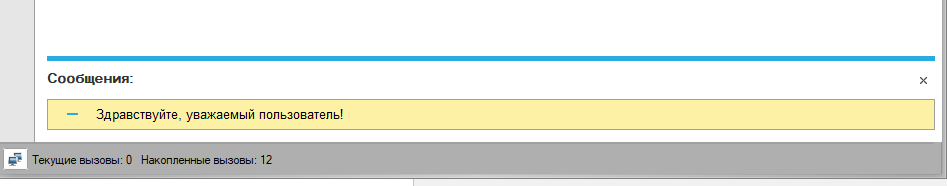 Сообщения:
Здравствуйте, уважаемый пользователь!
Текущие вызовы: 0 Накопленные вызовы: 12